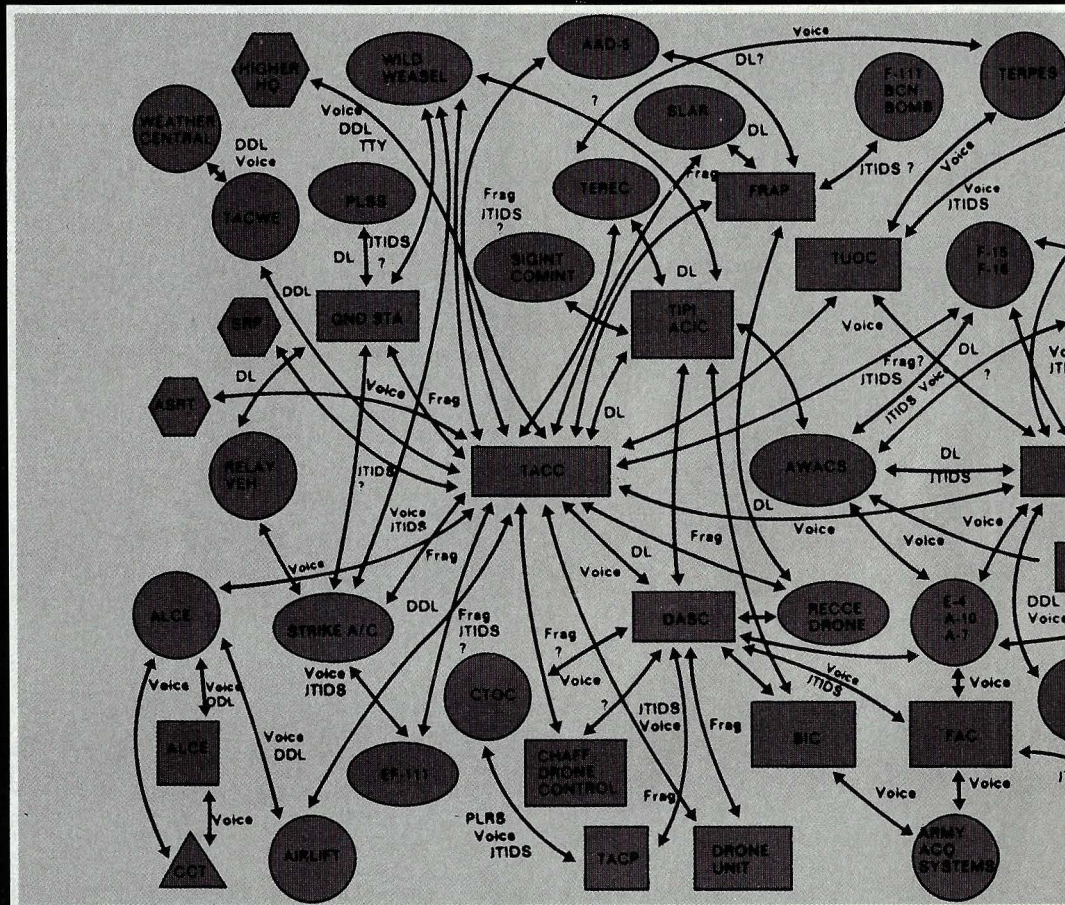 HIGHER
HQ
WILD
WEASEL
Voice
DL?
F-111
BCN
BOMB
TERPES
WEATHER
CENTRAL
Voice
DDL
TTY
?
SLAR
DL
DDL
Voice
JTIDS ?
Voice
TACWE
PLSS
Frag
JTIDS
?
TEREC
Frag
FRAP
Voice
JTIDS
DL
JTIDS
?
SIGINT
COMINT
DL
TUOC
F-15
F-16
DDL
GND STA
TIPI
ACIC
Voice
DL
Frag?
JTIDS
?
DL
Voice
Frag
DL
JTIDS Voice
ASRT
RELAY
VEH
JTIDS
?
TACC
AWACS
DL
JTIDS
DL
Voice
JTIDS
Voice
Voice
Voice
Frag
DL
Voice
Frag
Voice
ALCE
STRIKE A/C
DDL
Frag
JTIDS
?
Frag
?
DASC
RECCE
DRONE
A-10
A-7
DDL
Voice
Voice
Voice
DDL
Voice
JTIDS
CTOC
Voice
?
JTIDS
Voice
Frag
Voice
JTIDS
Voice
ALCE
Voice
DDL
EF-111
CHAFF
DRONE
CONTROL
BIC
FAC
Voice
PLRS
Voice
JTIDS
Frag
Voice
Voice
CCT
AIRLIFT
TACP
DRONE
UNIT
ARMY
ACQ
SYSTEMS